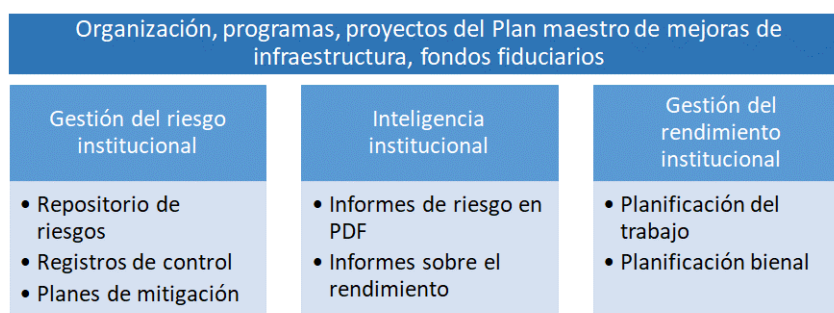 Organización, programas, proyectos del Plan maestro de mejoras de
infraestructura, fondos fiduciarios
Gestión del riesgo
institucional
• Repositorio de
riesgos
• Registros de control
• Planes de mitigación
Inteligencia
institucional
• Informes de riesgo en
PDF
• Informes sobre el
rendimiento
Gestión del
rendimiento
institucional
• Planificación del
trabajo
• Planificación bienal